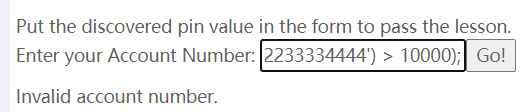 Put the discovered pin value in the form to pass the lesson.
Enter your Account Number: 2233334444') > 10000); Go!
Invalid account number.